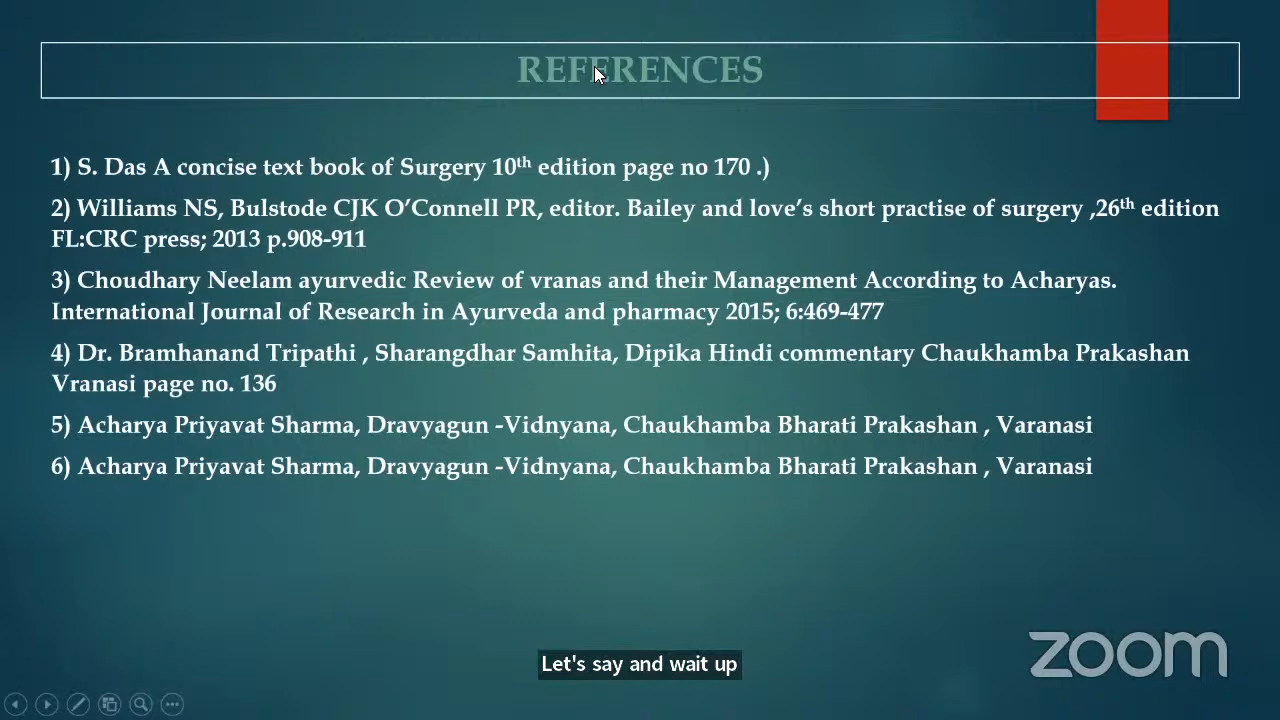 REFERENCES
1) S. Das A concise text book of Surgery 10th edition page no 170 .)
2) Williams NS, Bulstode CJK O’Connell PR, editor. Bailey and love’s short practise of surgery ,26th edition
FL:CRC press; 2013 p.908-911
3) Choudhary Neelam ayurvedic Review of vranas and their Management According to Acharyas.
International Journal of Research in Ayurveda and pharmacy 2015; 6:469-477
4) Dr. Bramhanand Tripathi , Sharangdhar Samhita, Dipika Hindi commentary Chaukhamba Prakashan
Vranasi page no. 136
5) Acharya Priyavat Sharma, Dravyagun -Vidnyana, Chaukhamba Bharati Prakashan , Varanasi
6) Acharya Priyavat Sharma, Dravyagun -Vidnyana, Chaukhamba Bharati Prakashan , Varanasi
Let's say and wait up
zoom